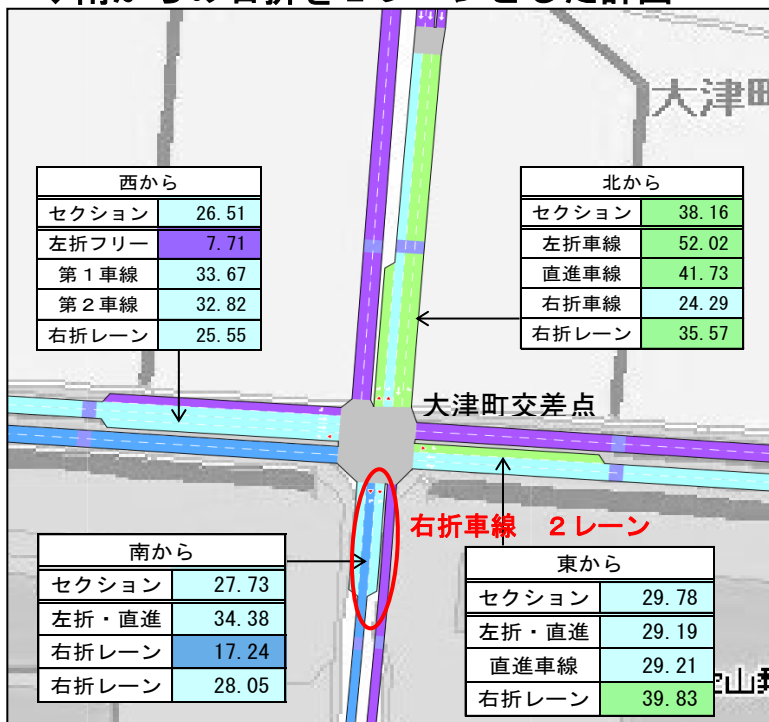 大津町
西から
セクション 26.51
左折フリー 7.71
第１車線 33.67
第２車線 32.82
右折レーン 25.55
北から
セクション 38.16
左折車線 52.02
直進車線 41.73
右折車線 24.29
右折レーン 35.57
大津町交差点
右折車線 ２レーン
南から
セクション 27.73
左折・直進 34.38
右折レーン 17.24
右折レーン 28.05
東から
セクション 29.78
左折・直進 29.19
直進車線 29.21
右折レーン 39.83
山